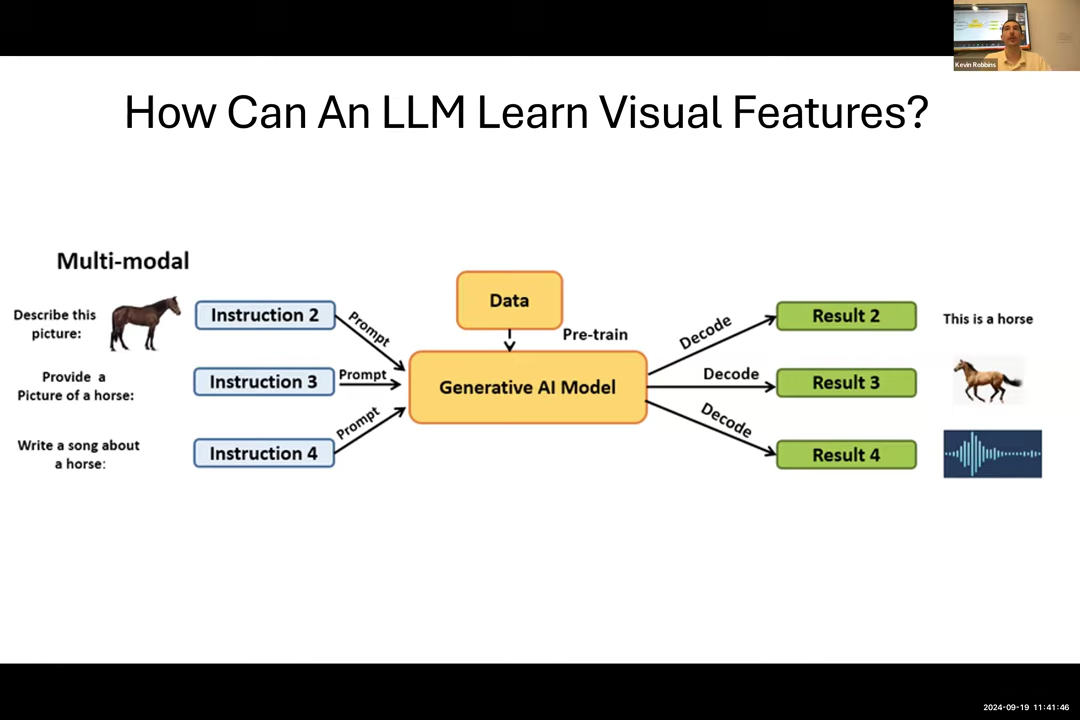 Kevin Robbins
How Can An LLM Learn Visual Features?
Multi-modal
Describe this
picture:
Instruction 2
Prompt
Data
Pre-train
Decode
Result 2
This is a horse
Provide a
Picture of a horse:
Instruction 3
Prompt
Generative AI Model
Decode
Result 3
Write a song about
a horse:
Instruction 4
Prompt
Decode
Result 4
2024-09-19 11:41:46